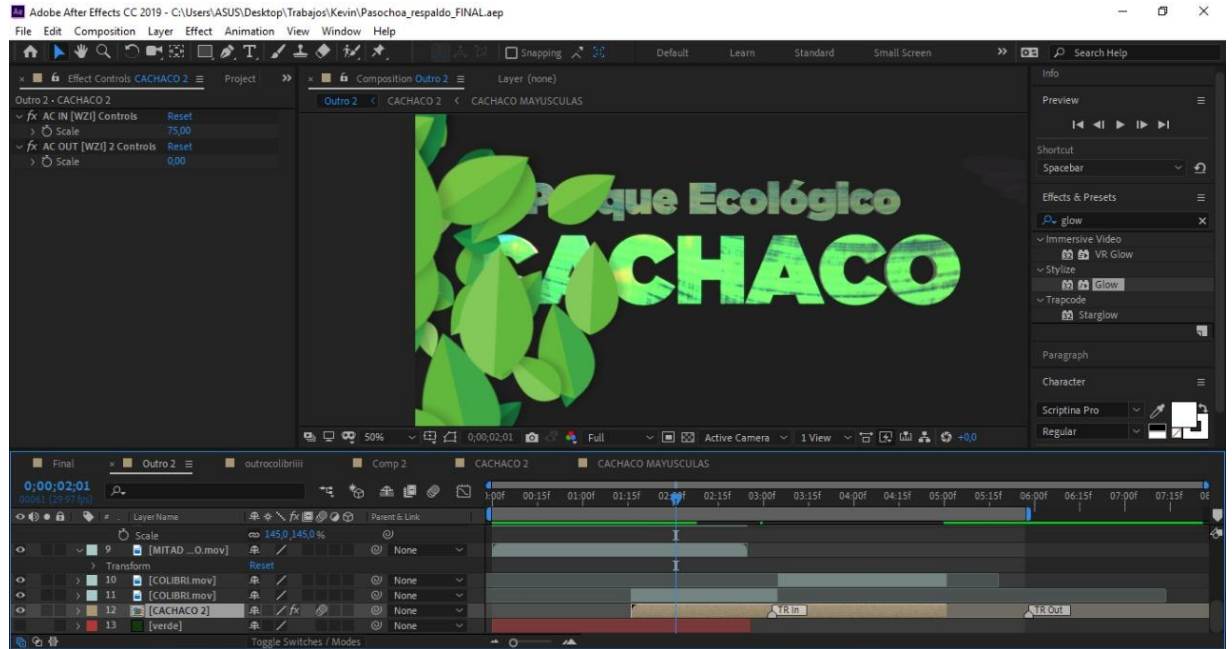 Adobe After Effects CC 2019 - C:\Users\ASUS\Desktop\Trabajos\Kevin\Pasochoa_respaldo_FINAL.aep
File Edit Composition Layer Effect Animation View Window Help
Snapping Default Learn Standard Small Screen Search Help
Effect Controls CACHACO 2 Project Composition Outro 2 Layer (none) Info
Outro 2 • CACHACO 2
Outro 2 CACHACO 2 CACHACO MAYUSCULAS
Preview
fx AC IN [WZI] Controls Reset
Scale 75,00
fx AC OUT [WZI] 2 Controls Reset
Scale 0,00
Shortcut
Spacebar
Effects & Presets
glow
Immersive Video
VR Glow
Stylize
Glow
Trapcode
Starglow
Paragraph
Character
Scriptina Pro
Regular
Parque Ecológico
CACHACO
50% 0;00;02;01 Full Active Camera 1 View +0,0
Final Outro 2 outrocolibriiii Comp 2 CACHACO 2 CACHACO MAYUSCULAS
0;00;02;01
00061 (29.97 fps)
# Layer Name Parent & Link
00f 00:15f 01:00f 01:15f 02:00f 02:15f 03:00f 03:15f 04:00f 04:15f 05:00f 05:15f 06:00f 06:15f 07:00f 07:15f 08
Scale 145,0,145,0%
9 [MITAD ...O.mov] None
Transform Reset
10 [COLIBRI.mov] None
11 [COLIBRI.mov] None
12 [CACHACO 2] fx None TR In TR Out
13 [verde] None
Toggle Switches / Modes